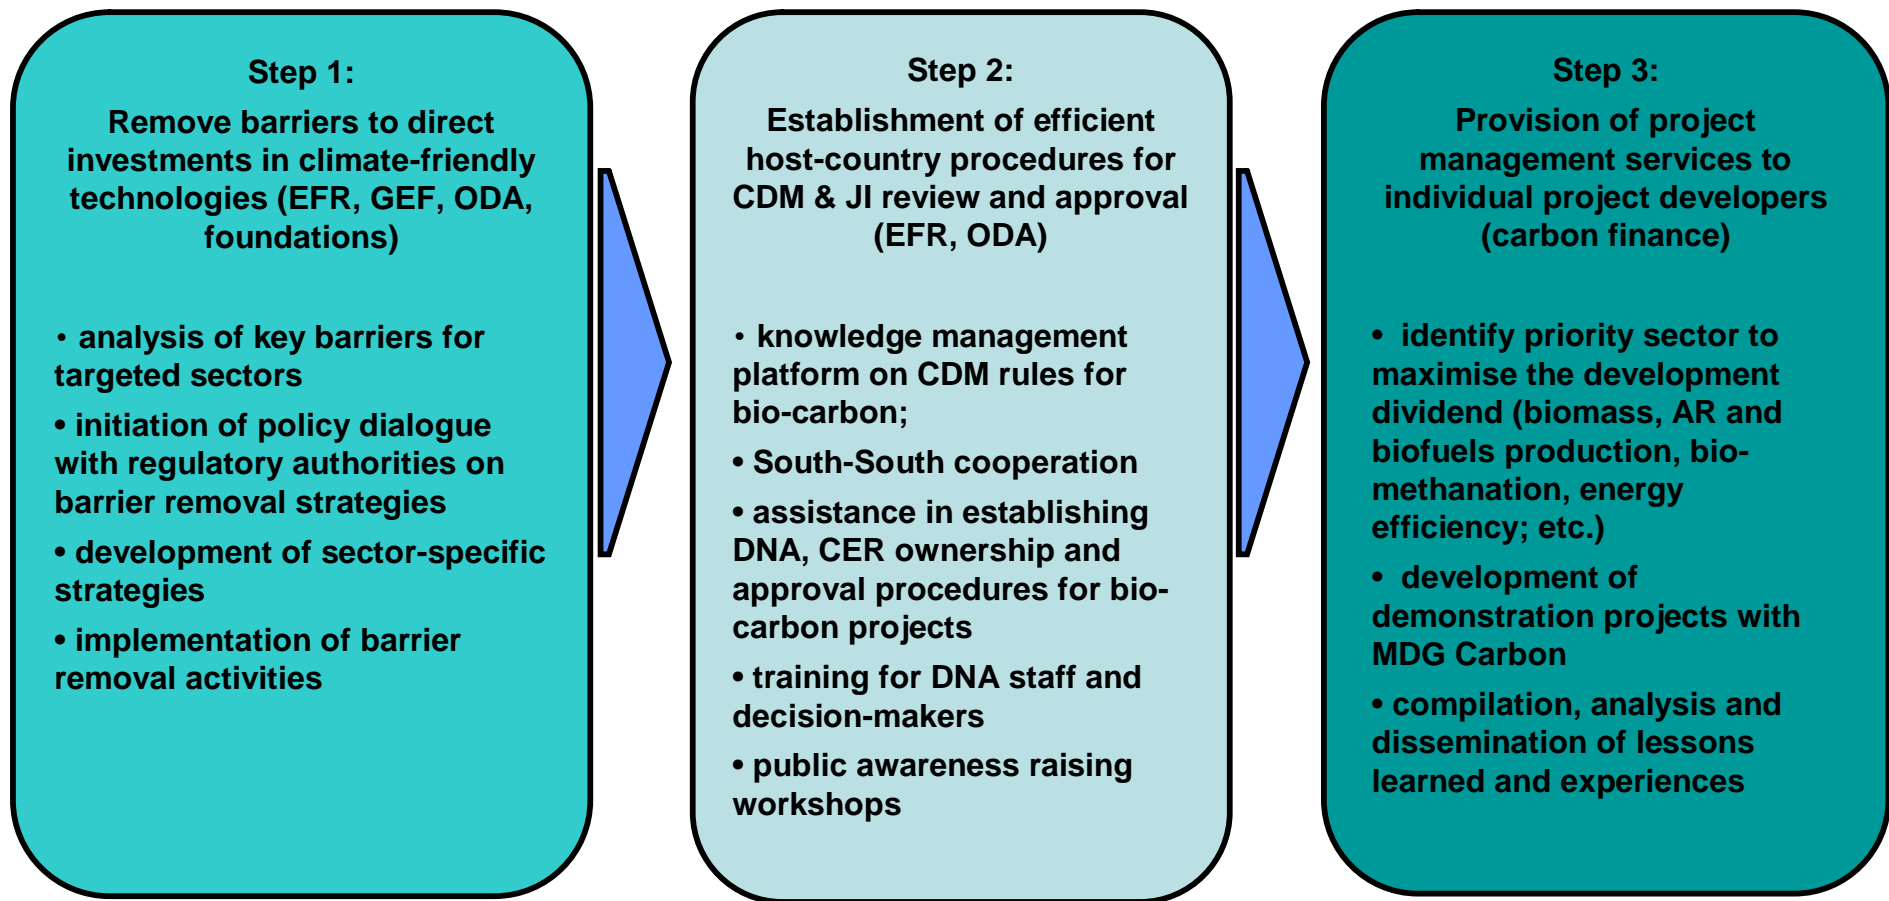 Step 1:
Remove barriers to direct
investments in climate-friendly
technologies (EFR, GEF, ODA,
foundations)
• analysis of key barriers for
targeted sectors
• initiation of policy dialogue
with regulatory authorities on
barrier removal strategies
• development of sector-specific
strategies
• implementation of barrier
removal activities
Step 2:
Establishment of efficient
host-country procedures for
CDM & JI review and approval
(EFR, ODA)
• knowledge management
platform on CDM rules for
bio-carbon;
• South-South cooperation
• assistance in establishing
DNA, CER ownership and
approval procedures for bio-
carbon projects
• training for DNA staff and
decision-makers
• public awareness raising
workshops
Step 3:
Provision of project
management services to
individual project developers
(carbon finance)
• identify priority sector to
maximise the development
dividend (biomass, AR and
biofuels production, bio-
methanation, energy
efficiency; etc.)
• development of
demonstration projects with
MDG Carbon
• compilation, analysis and
dissemination of lessons
learned and experiences